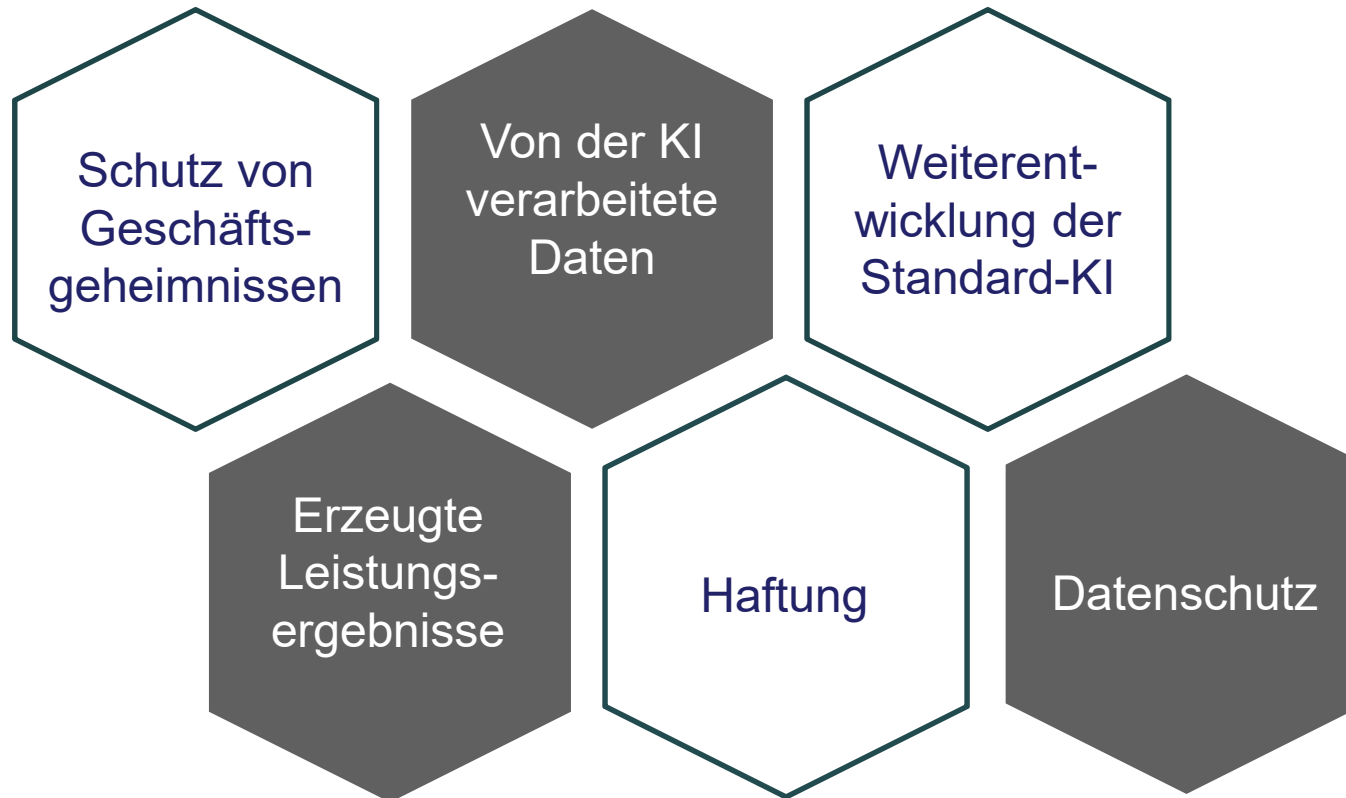 Schutz von
Geschäfts-
geheimnissen
Von der KI
verarbeitete
Daten
Weiterent-
wicklung der
Standard-KI
Erzeugte
Leistungs-
ergebnisse
Haftung
Datenschutz